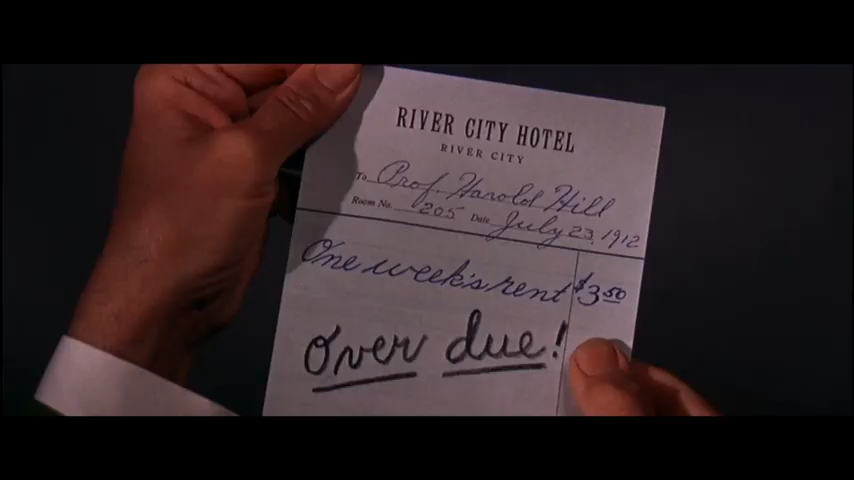 RIVER CITY HOTEL
RIVER CITY
To Prof. Harold Hill
Room No. 205 Date July 23, 1912
One week's rent $3.50
Over due!